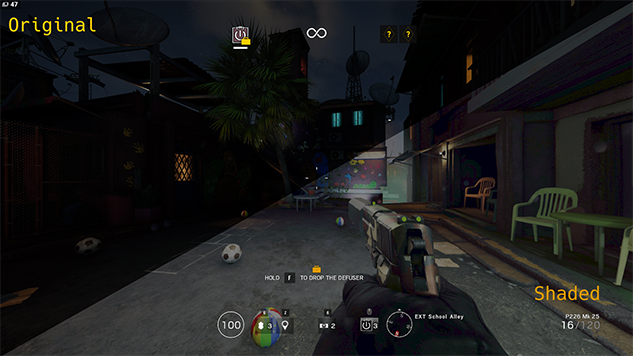 47
Original
? ?
HOLD F TO DROP THE DEFUSER
Shaded
EXT School Alley
P226 Mk 25
100
3
2
3
16/120